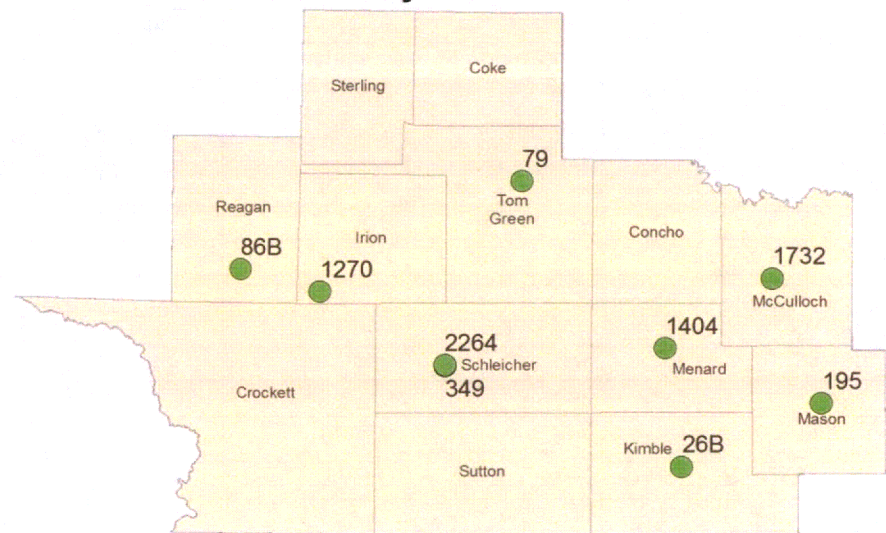 Coke
Sterling
79
Tom
Green
Reagan
Irion
Concho
86B
1270
1732
McCulloch
1404
Menard
2264
Schleicher
349
Crockett
195
Mason
Kimble 26B
Sutton